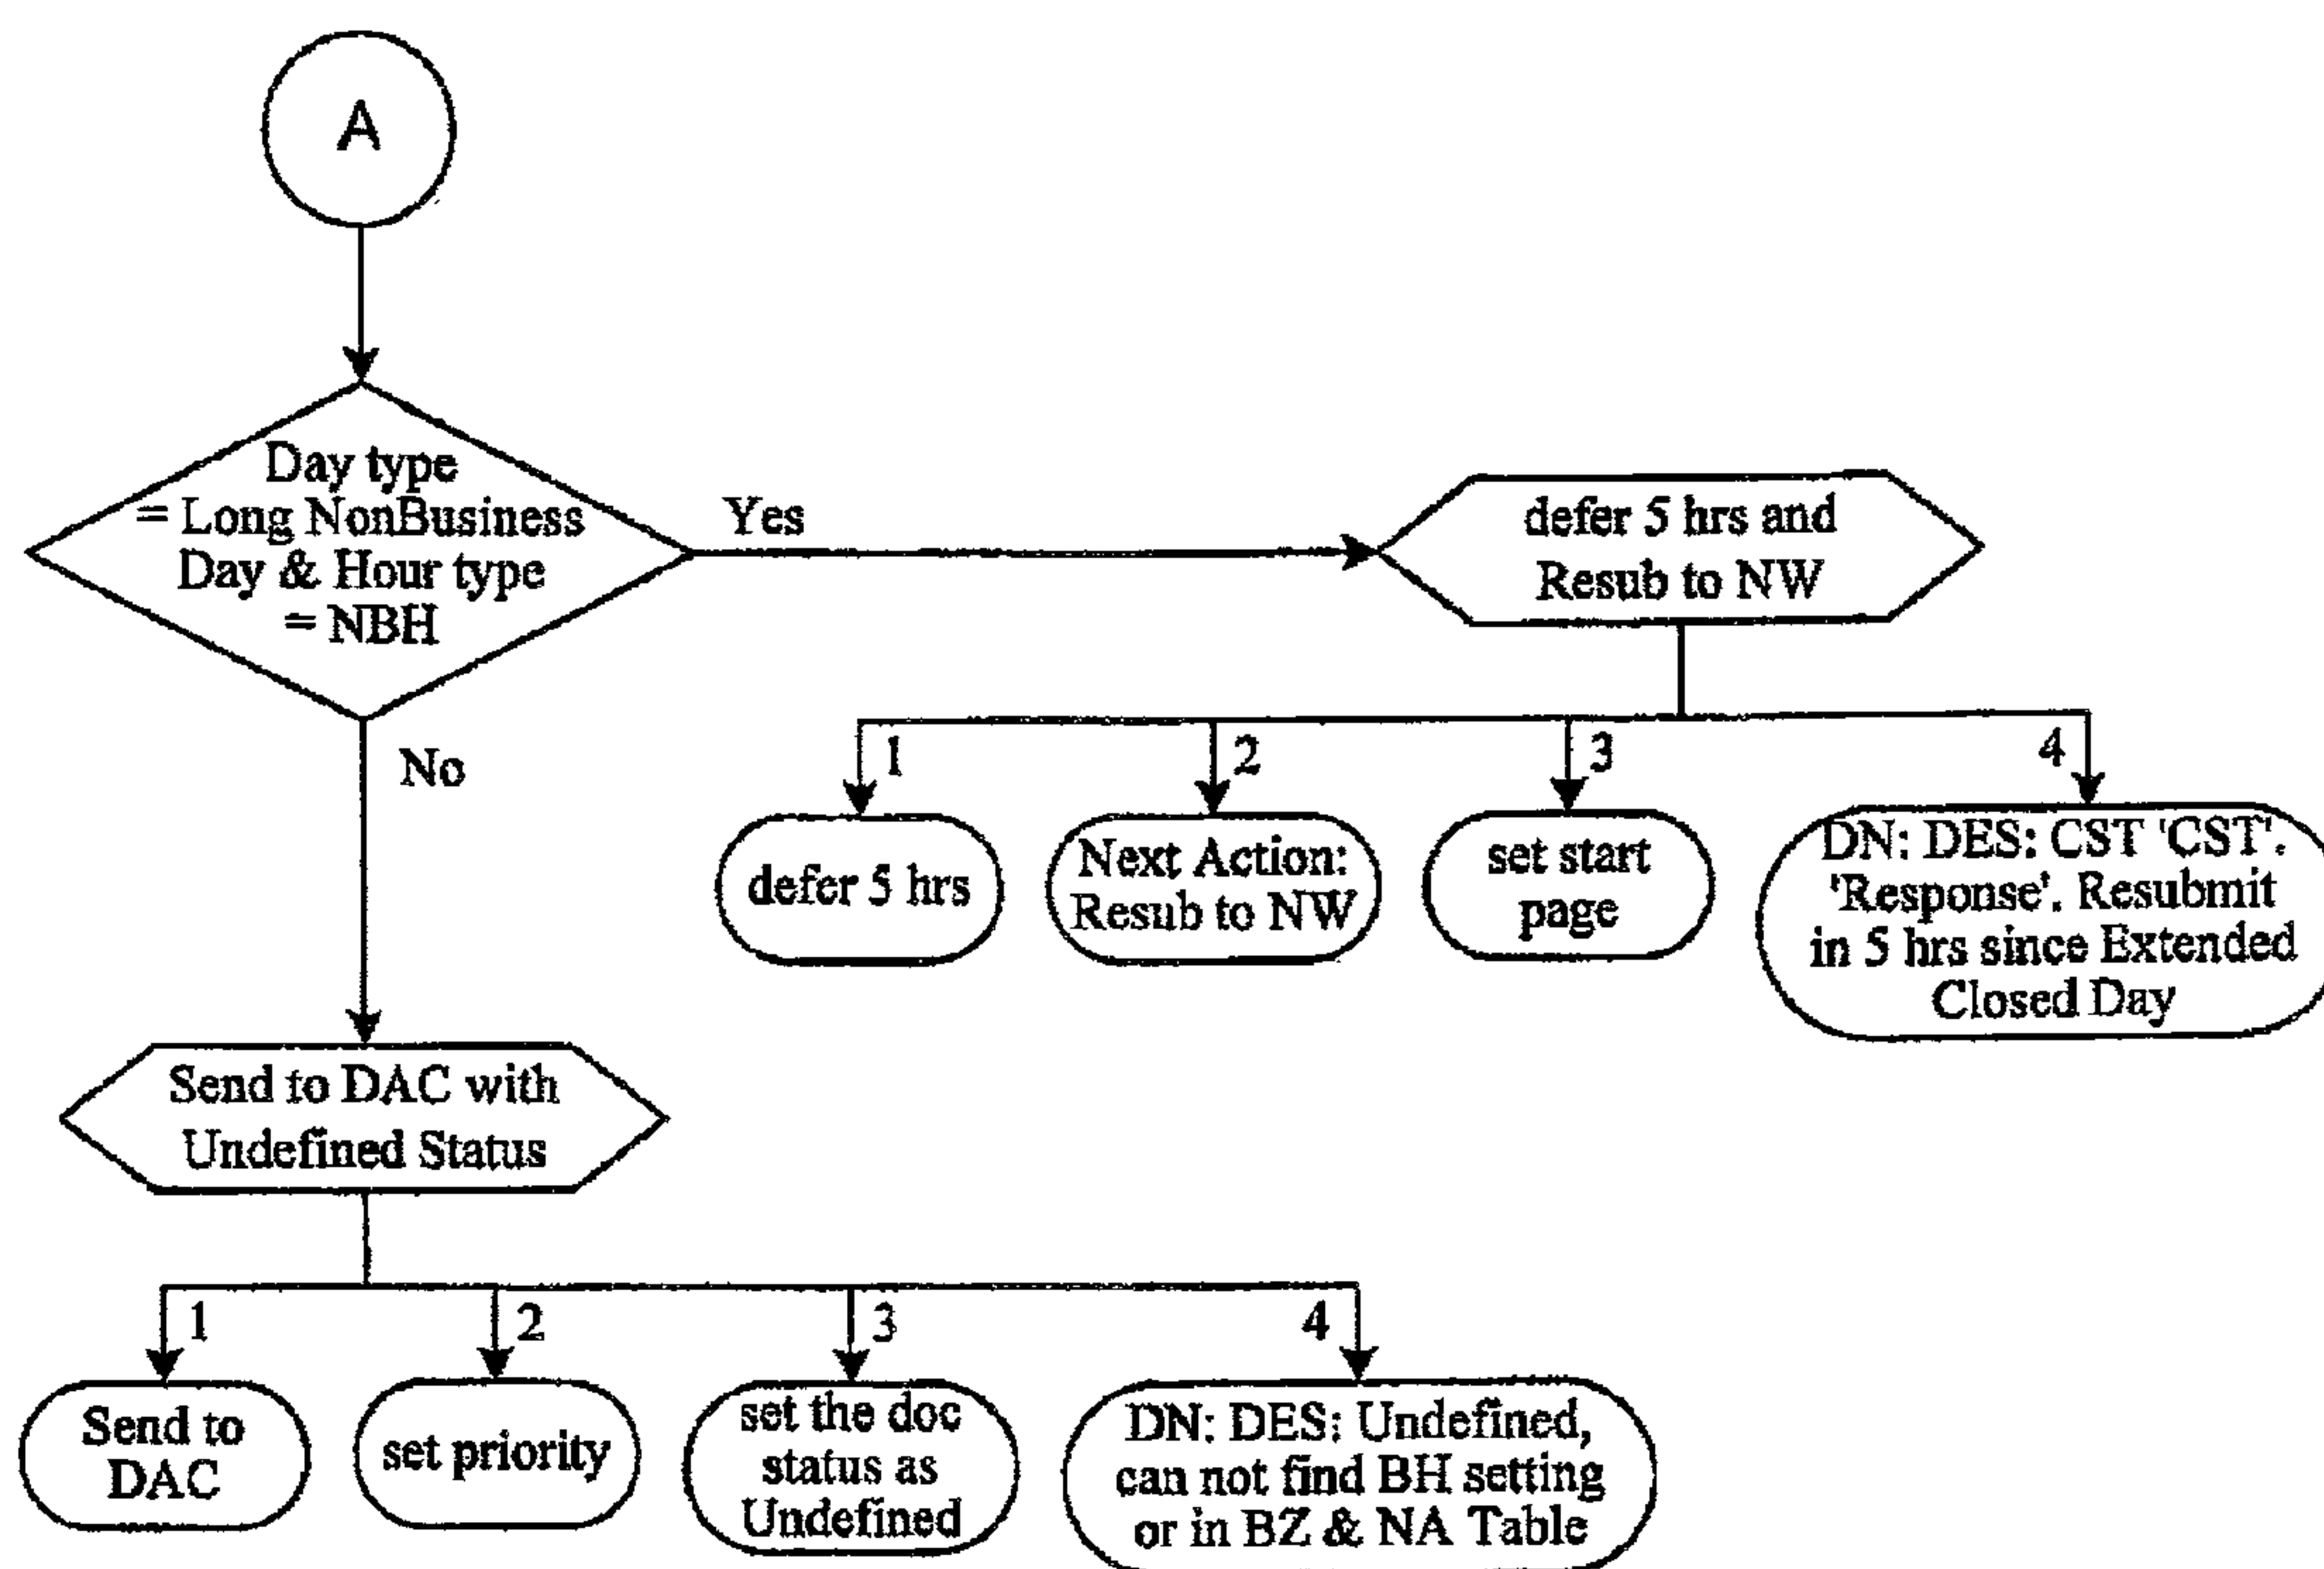 A
Day type
= Long NonBusiness
Day & Hour type
= NBH
Yes
defer 5 hrs and
Resub to NW
No
1
2
3
4
defer 5 hrs
Next Action:
Resub to NW
set start
page
DN: DES: CST 'CST'.
'Response'. Resubmit
in 5 hrs since Extended
Closed Day
Send to DAC with
Undefined Status
1
2
3
4
Send to
DAC
set priority
set the doc
status as
Undefined
DN: DES: Undefined,
can not find BH setting
or in BZ & NA Table